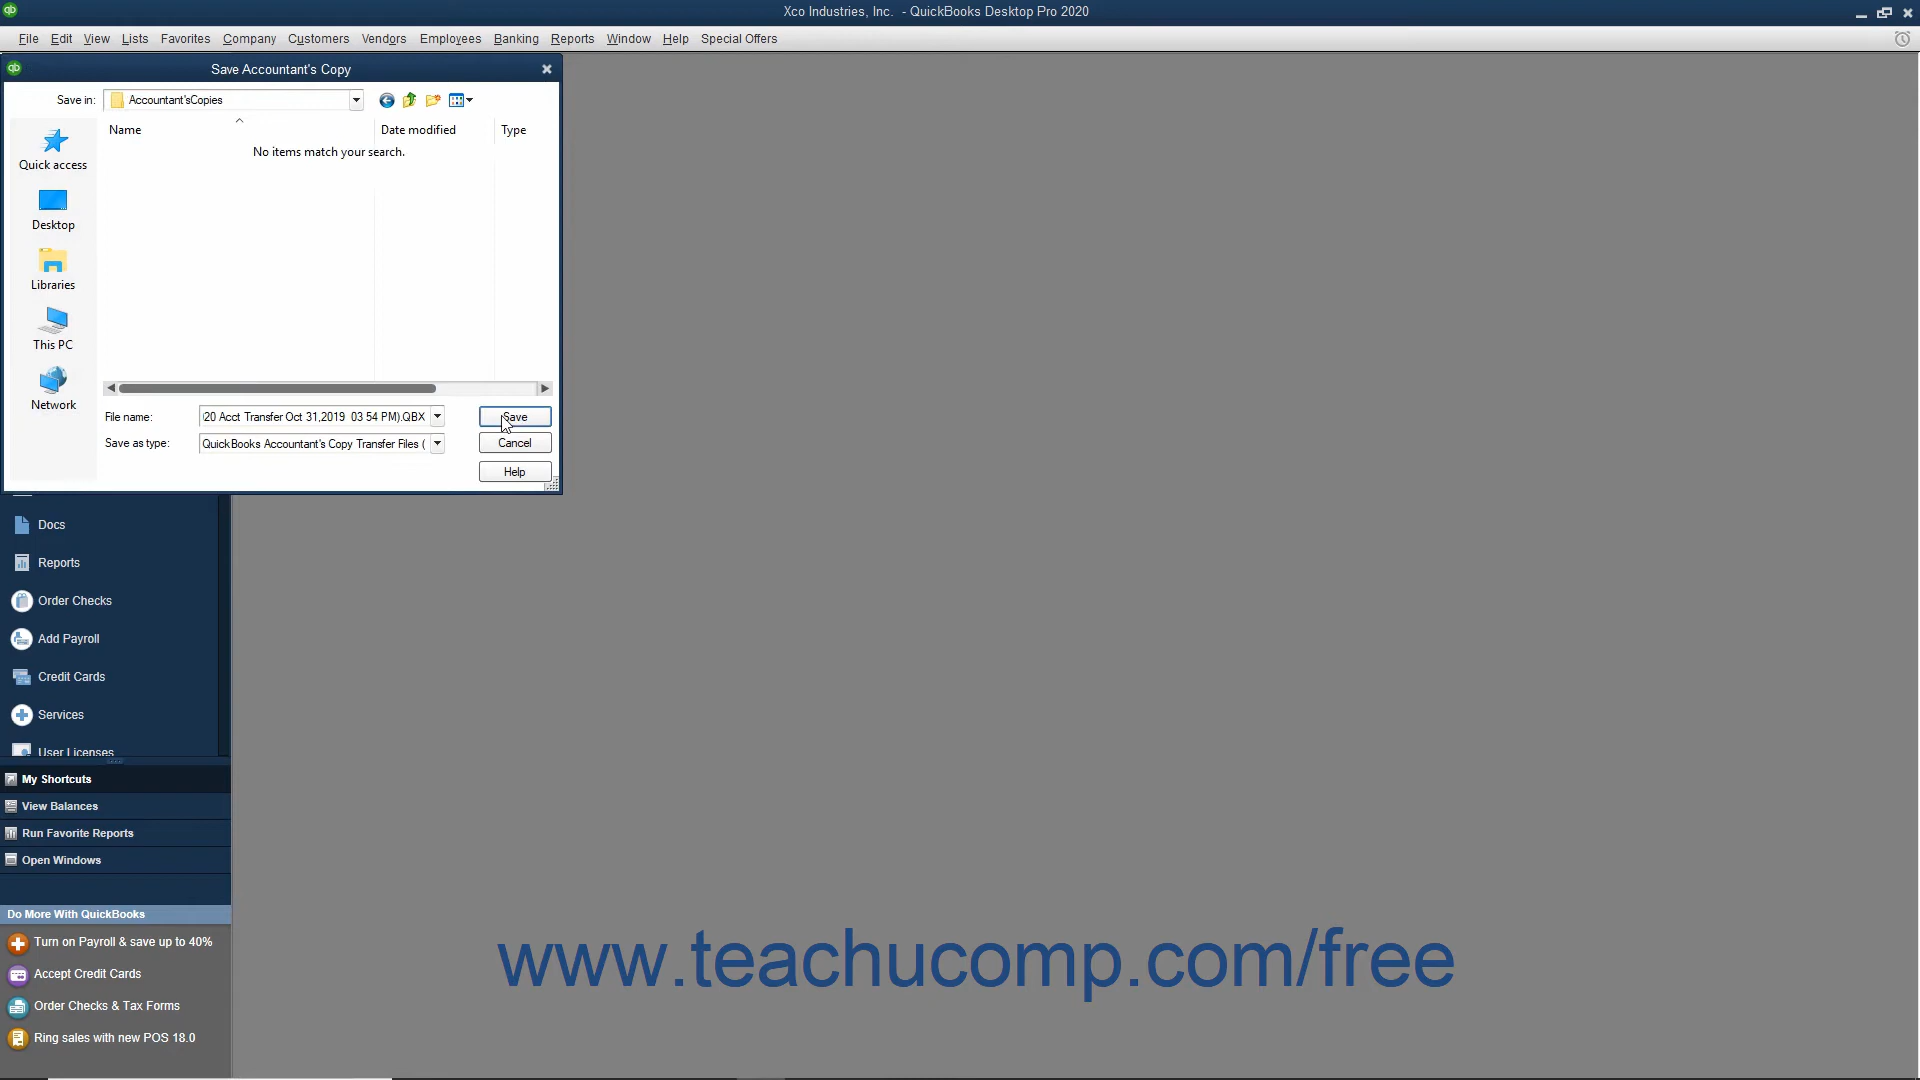 Xco Industries, Inc. - QuickBooks Desktop Pro 2020
File Edit View Lists Favorites Company Customers Vendors Employees Banking Reports Window Help Special Offers
Save Accountant's Copy
Save in: Accountant'sCopies
Name Date modified Type
No items match your search.
Quick access
Desktop
Libraries
This PC
Network
File name: 20 Acct Transfer Oct 31,2019 03 54 PM).QBX Save
Save as type: QuickBooks Accountant's Copy Transfer Files ( Cancel
Help
Docs
Reports
Order Checks
Add Payroll
Credit Cards
Services
User Licenses
My Shortcuts
View Balances
Run Favorite Reports
Open Windows
Do More With QuickBooks
Turn on Payroll & save up to 40%
Accept Credit Cards
Order Checks & Tax Forms
Ring sales with new POS 18.0
www.teachucomp.com/free